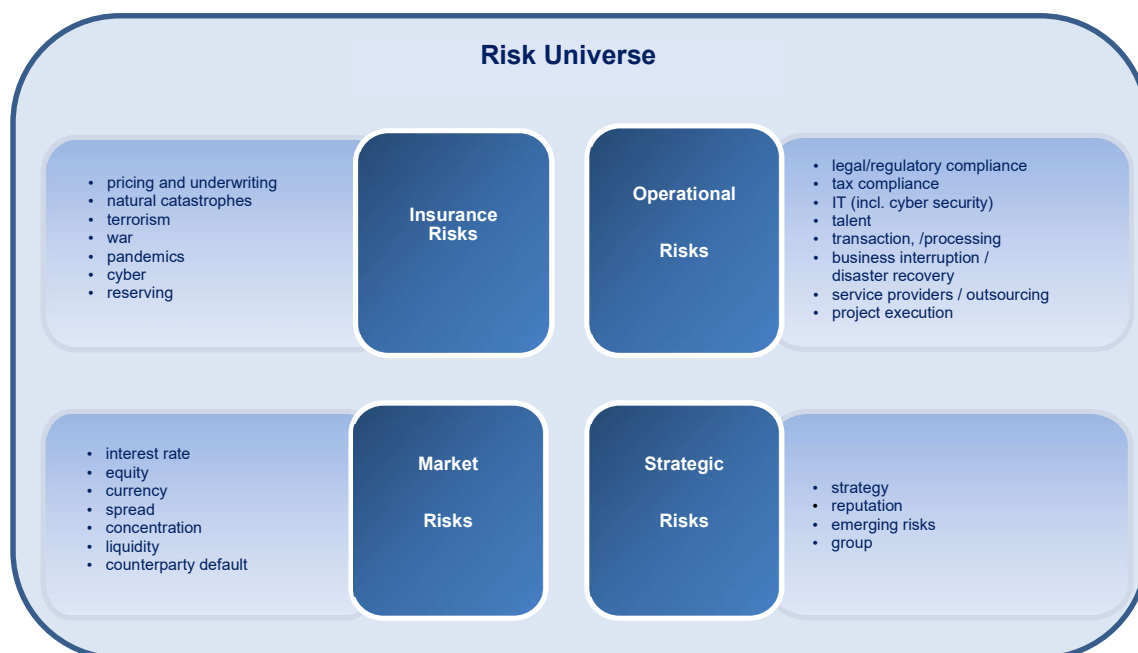 Risk Universe
• pricing and underwriting
• natural catastrophes
• terrorism
• war
• pandemics
• cyber
• reserving
Insurance
Risks
Operational
Risks
• legal/regulatory compliance
• tax compliance
• IT (incl. cyber security)
• talent
• transaction, /processing
• business interruption /
disaster recovery
• service providers / outsourcing
• project execution
• interest rate
• equity
• currency
• spread
• concentration
• liquidity
• counterparty default
Market
Risks
Strategic
Risks
• strategy
• reputation
• emerging risks
• group